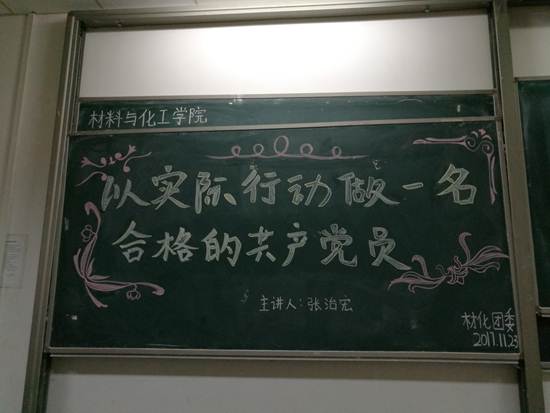 材料与化工学院
以实际行动做一名
合格的共产党员
主讲人:张治宏
材化团委
2017.11.23